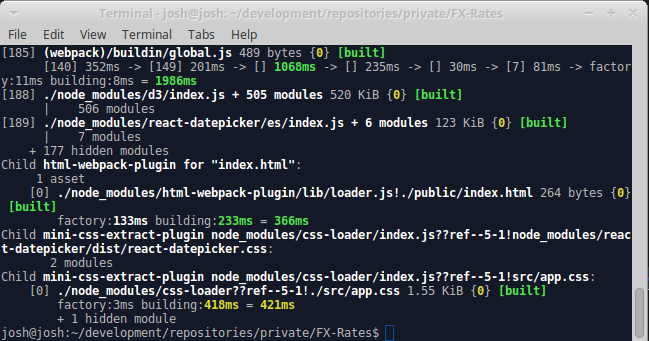 Terminal - josh@josh: ~/development/repositories/private/FX-Rates
File Edit View Terminal Tabs Help
[185] (webpack)/buildin/global.js 489 bytes {0} [built]
[140] 352ms -> [149] 201ms -> [] 1068ms -> [] 235ms -> [] 30ms -> [7] 81ms -> factor
y:11ms building:8ms = 1986ms
[188] ./node_modules/d3/index.js + 505 modules 520 KiB {0} [built]
| 506 modules
[189] ./node_modules/react-datepicker/es/index.js + 6 modules 123 KiB {0} [built]
| 7 modules
+ 177 hidden modules
Child html-webpack-plugin for "index.html":
1 asset
[0] ./node_modules/html-webpack-plugin/lib/loader.js!./public/index.html 264 bytes {0}
[built]
factory:133ms building:233ms = 366ms
Child mini-css-extract-plugin node_modules/css-loader/index.js??ref--5-1!node_modules/reac
t-datepicker/dist/react-datepicker.css:
2 modules
Child mini-css-extract-plugin node_modules/css-loader/index.js??ref--5-1!src/app.css:
[0] ./node_modules/css-loader??ref--5-1!./src/app.css 1.55 KiB {0} [built]
factory:3ms building:418ms = 421ms
+ 1 hidden module
josh@josh:~/development/repositories/private/FX-Rates$